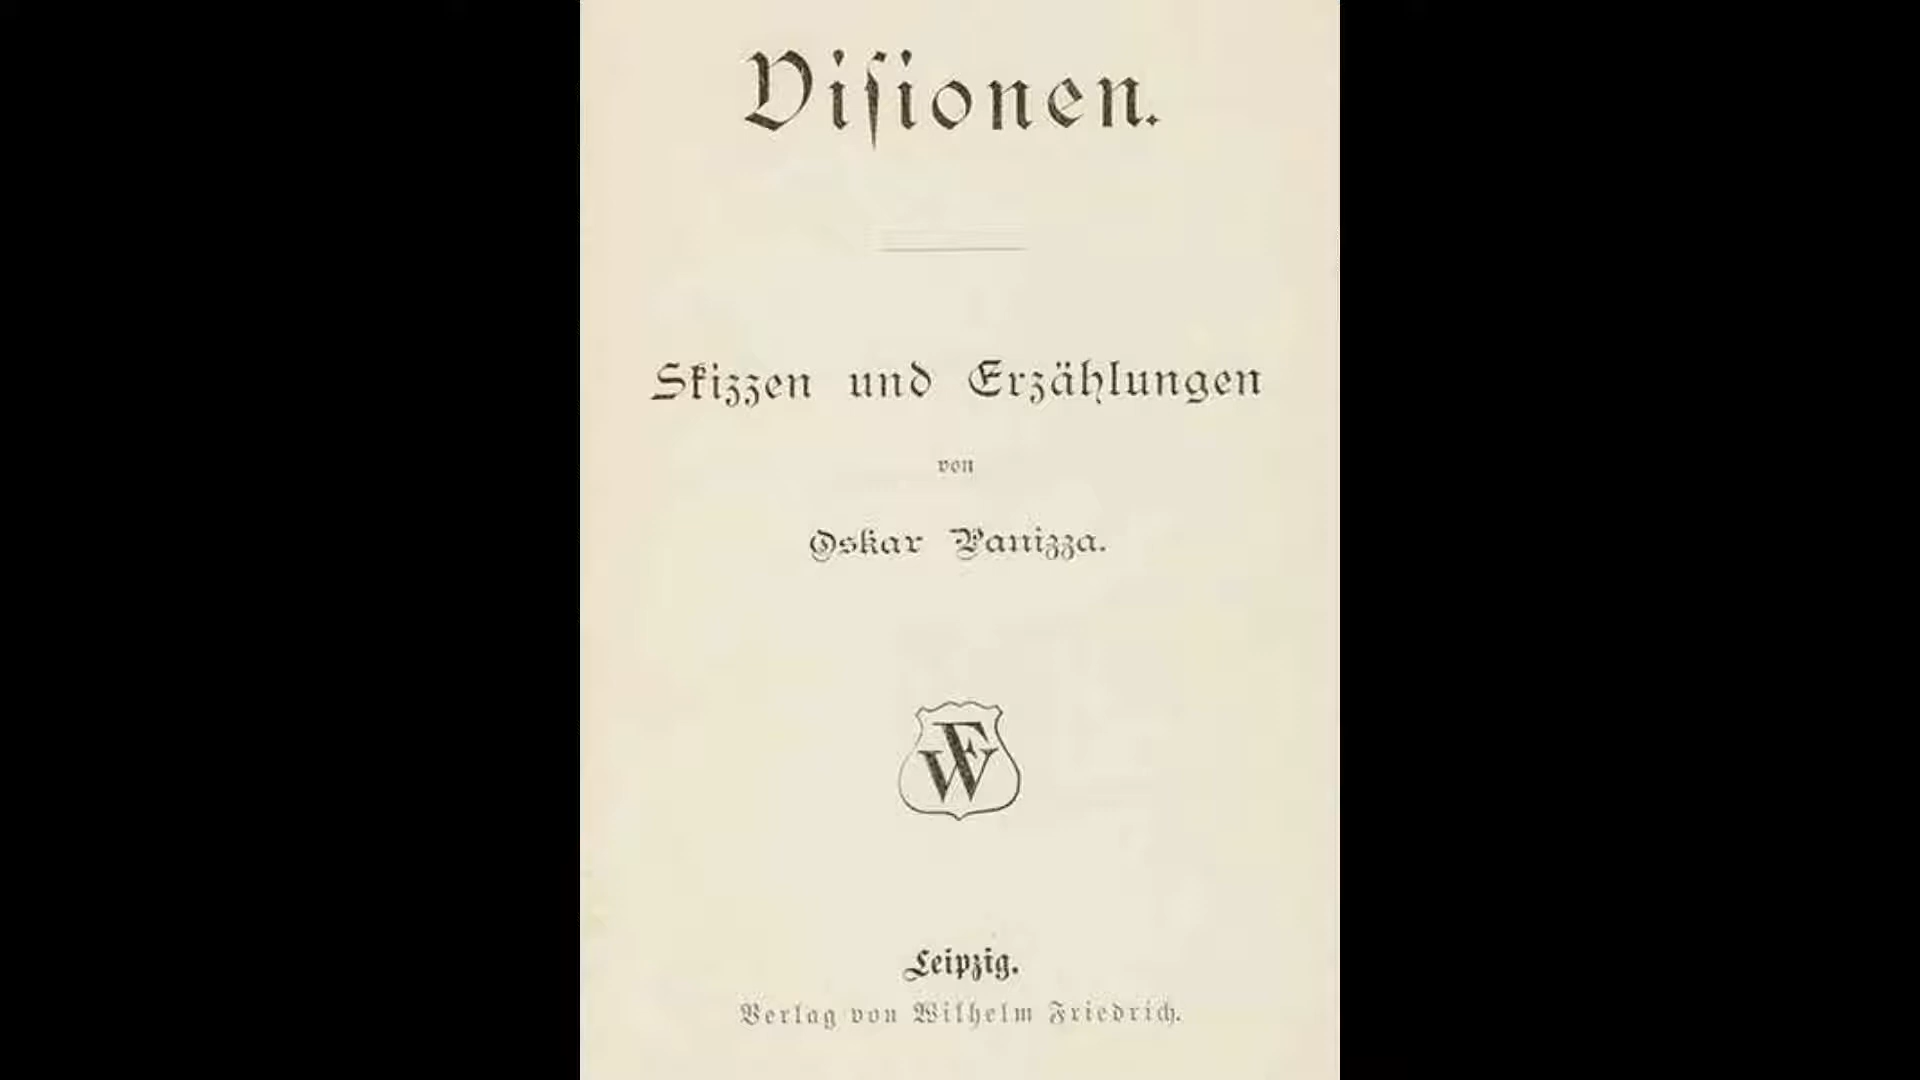 Viſionen.
Skizzen und Erzählungen
von
Oskar Panizza.
WF
Leipzig.
Verlag von Wilhelm Friedrich.